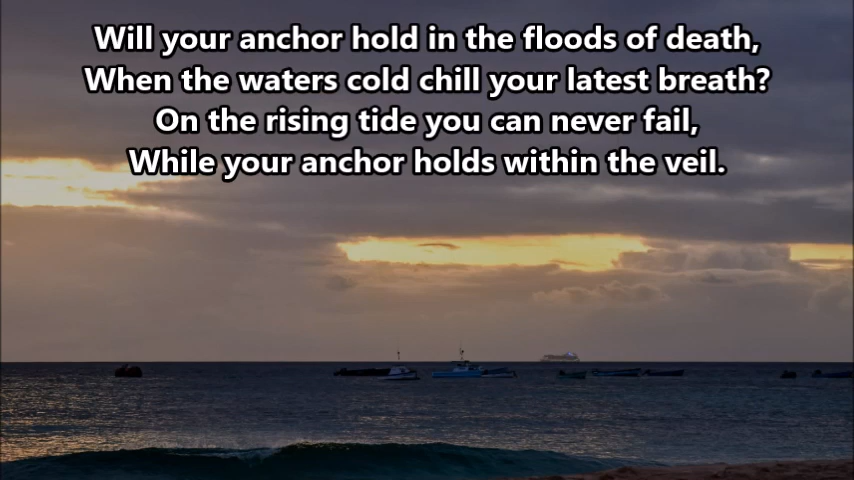 Will your anchor hold in the floods of death,
When the waters cold chill your latest breath?
On the rising tide you can never fail,
While your anchor holds within the veil.